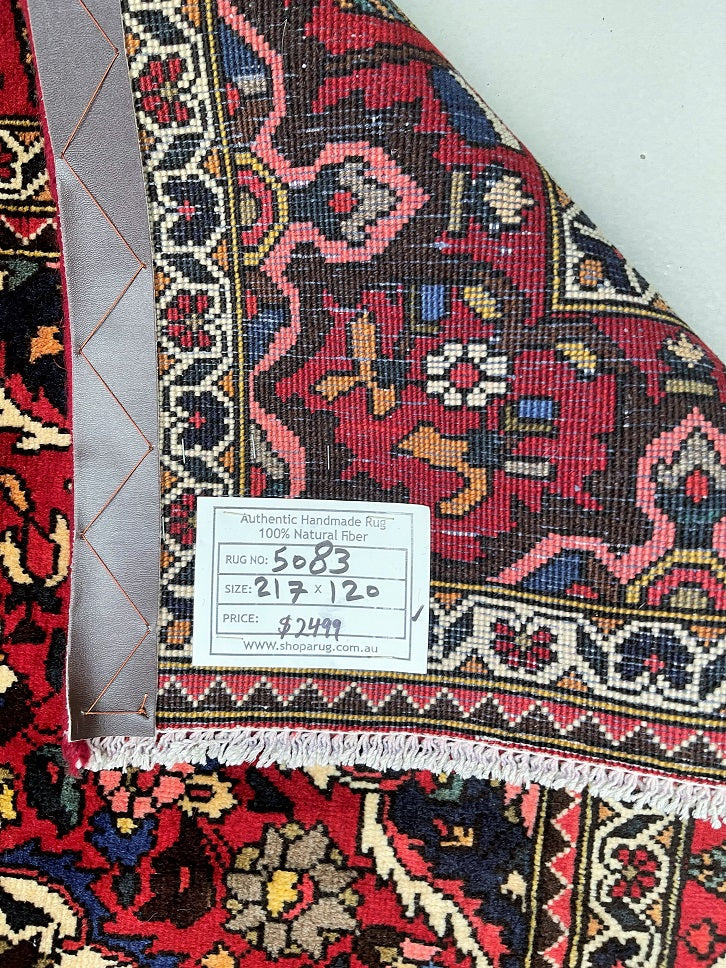 Authentic Handmade Rug
100% Natural Fiber
RUG NO: 5083
SIZE: 217 x 120
PRICE: $2499
www.shoparug.com.au